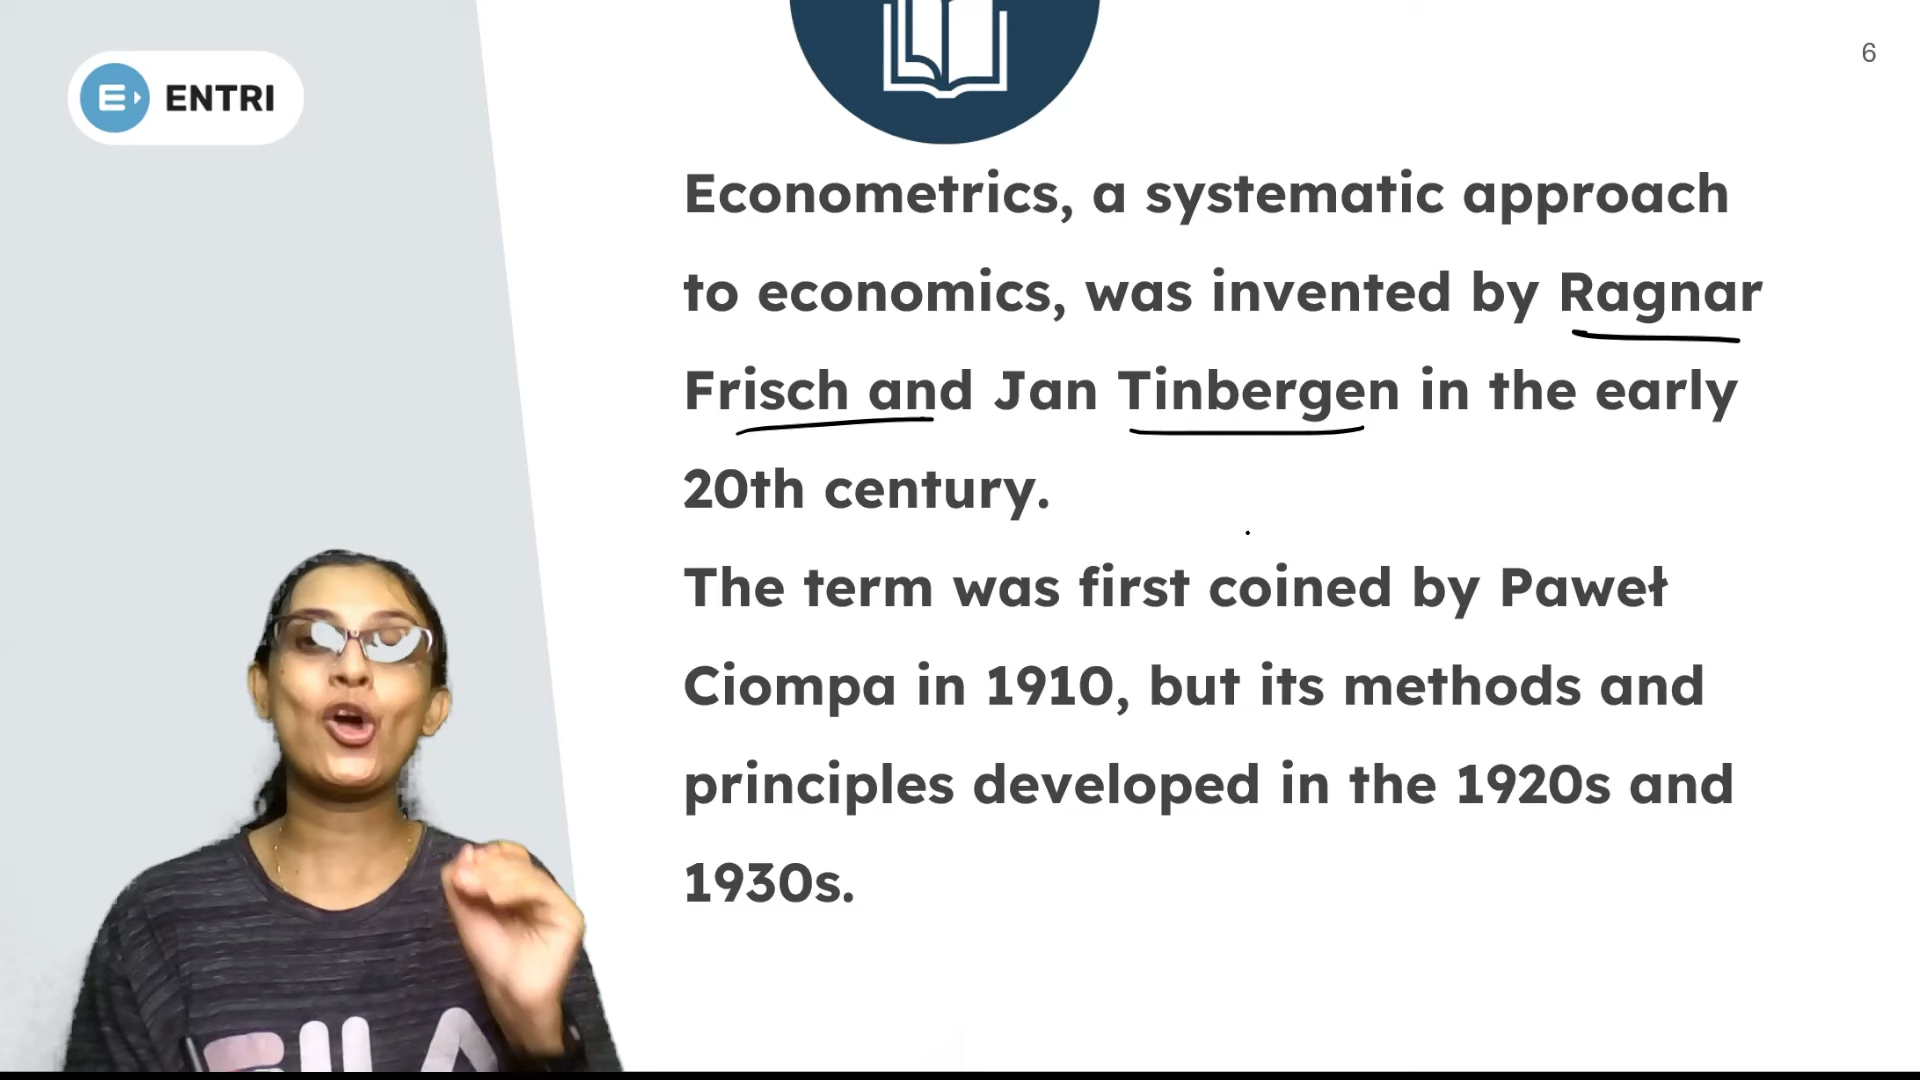 ENTRI
6
Econometrics, a systematic approach
to economics, was invented by Ragnar
Frisch and Jan Tinbergen in the early
20th century.
The term was first coined by Paweł
Ciompa in 1910, but its methods and
principles developed in the 1920s and
1930s.
FILA